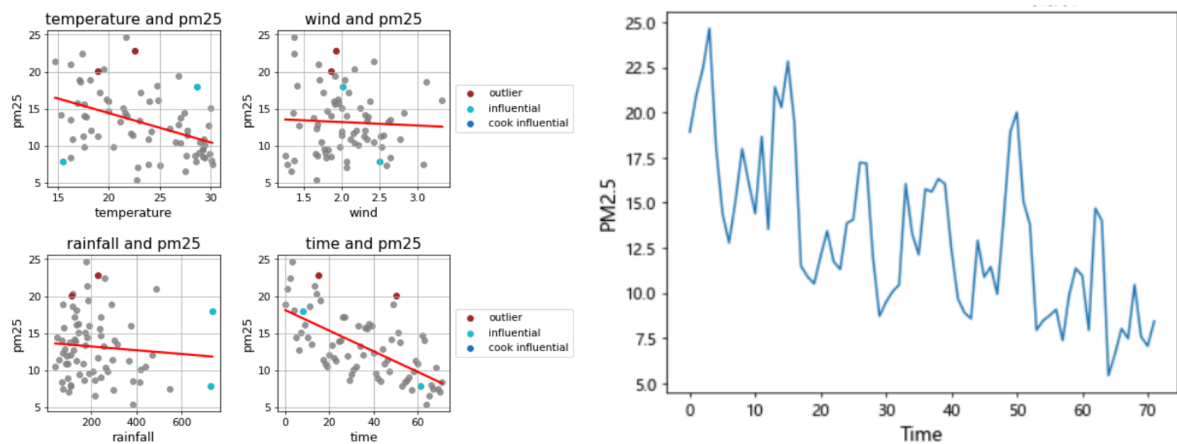 temperature and pm25
pm25
25
20
15
10
5
15
20
25
30
temperature
wind and pm25
pm25
25
20
15
10
5
1.5
2.0
2.5
3.0
wind
outlier
influential
cook influential
rainfall and pm25
pm25
25
20
15
10
5
200
400
600
rainfall
time and pm25
pm25
25
20
15
10
5
0
20
40
60
time
outlier
influential
cook influential
PM2.5
25.0
22.5
20.0
17.5
15.0
12.5
10.0
7.5
5.0
0
10
20
30
40
50
60
70
Time